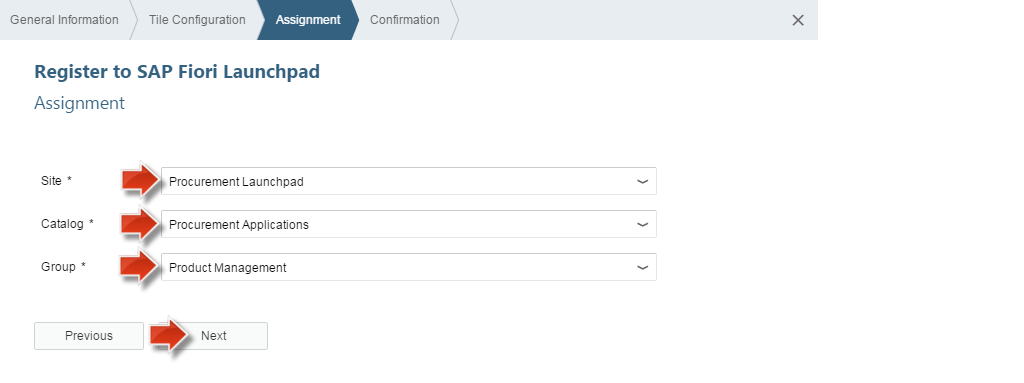 General Information
Tile Configuration
Assignment
Confirmation
Register to SAP Fiori Launchpad
Assignment
Site * Procurement Launchpad
Catalog * Procurement Applications
Group * Product Management
Previous Next